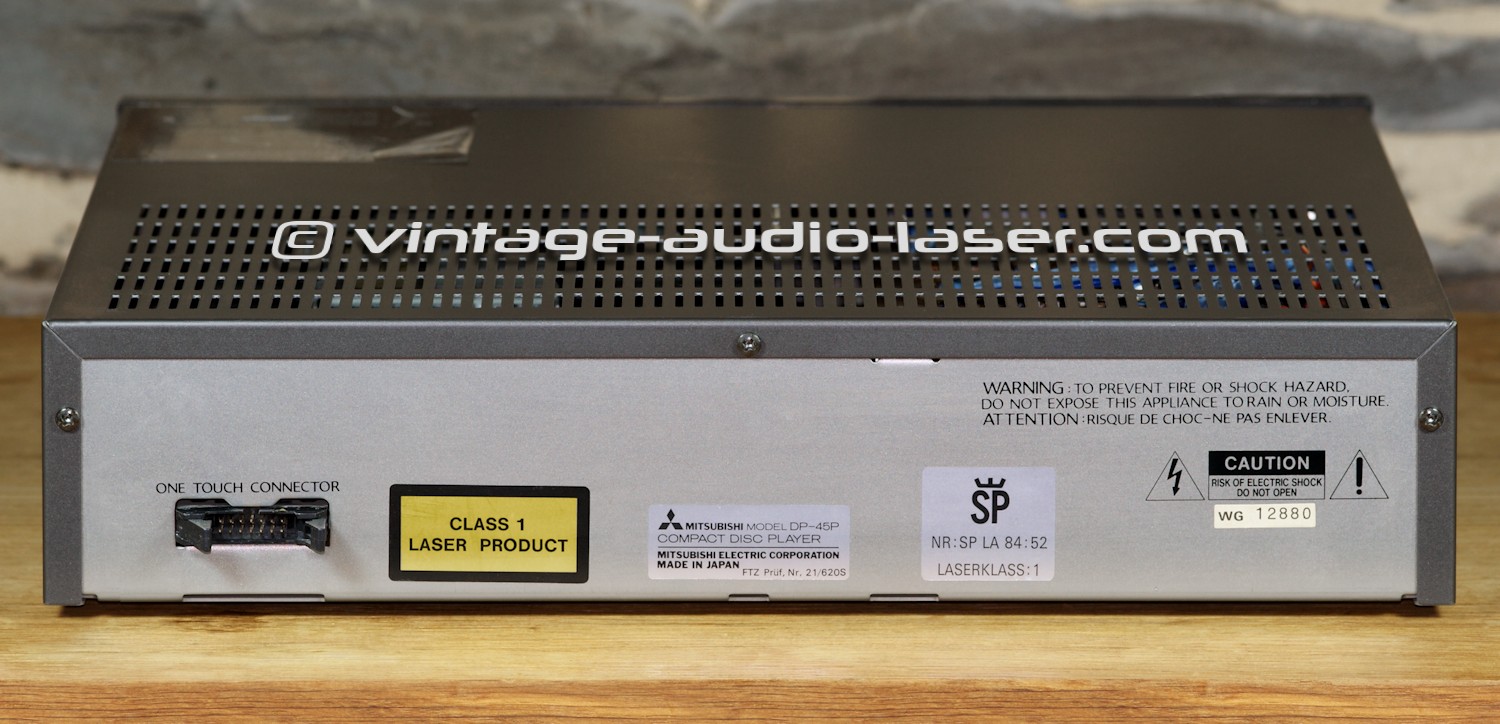 © vintage-audio-laser.com
WARNING : TO PREVENT FIRE OR SHOCK HAZARD,
DO NOT EXPOSE THIS APPLIANCE TO RAIN OR MOISTURE.
ATTENTION : RISQUE DE CHOC-NE PAS ENLEVER.
ONE TOUCH CONNECTOR
CLASS 1
LASER PRODUCT
MITSUBISHI MODEL DP-45P
COMPACT DISC PLAYER
MITSUBISHI ELECTRIC CORPORATION
MADE IN JAPAN
FTZ Prüf, Nr. 21/620S
SP
NR:SP LA 84:52
LASERKLASS:1
CAUTION
RISK OF ELECTRIC SHOCK
DO NOT OPEN
!
WG 12880